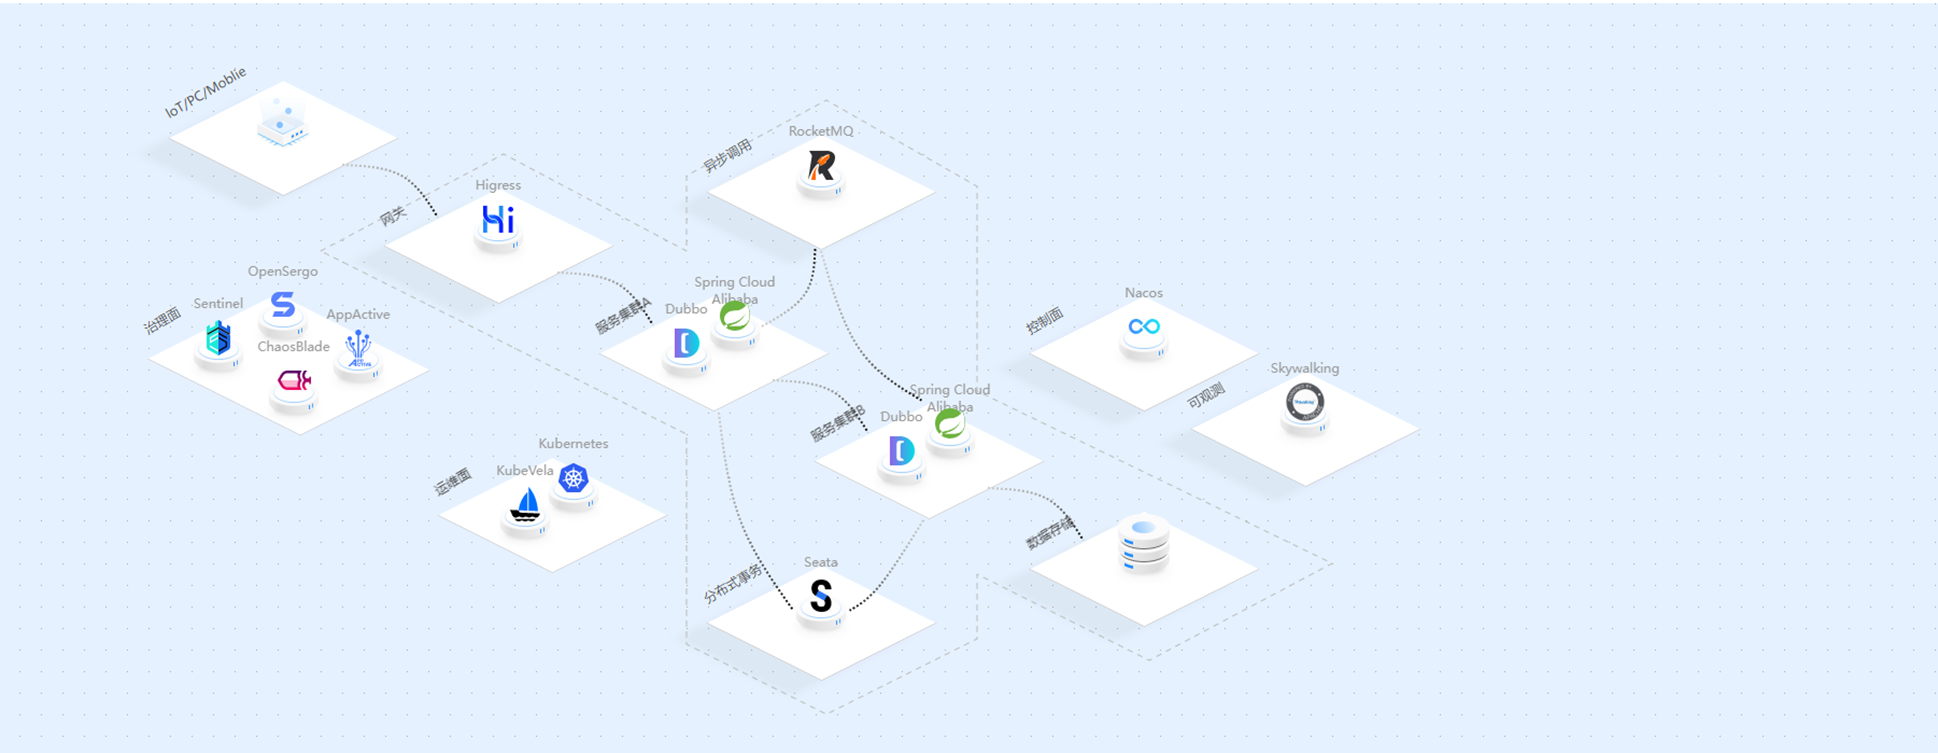 IoT/PC/Moblie
RocketMQ
异步调用
Higress
网关
OpenSergo
Sentinel
AppActive
治理面
ChaosBlade
Spring Cloud
Alibaba
Dubbo
服务集群A
Nacos
控制面
Skywalking
可观测
Spring Cloud
Alibaba
Dubbo
服务集群B
Kubernetes
KubeVela
运维面
数据存储
Seata
分布式事务